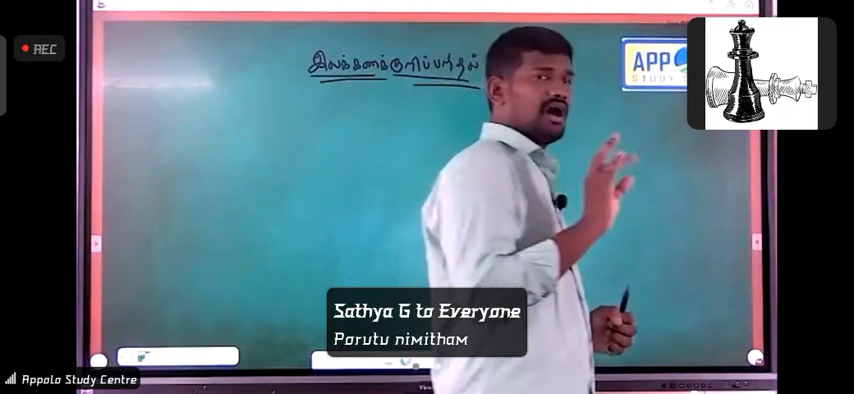 REC
இலக்கணக்குறிப்பறிதல்
APP
STUDY C
Sathya G to Everyone
Porutu nimitham
Appolo Study Centre